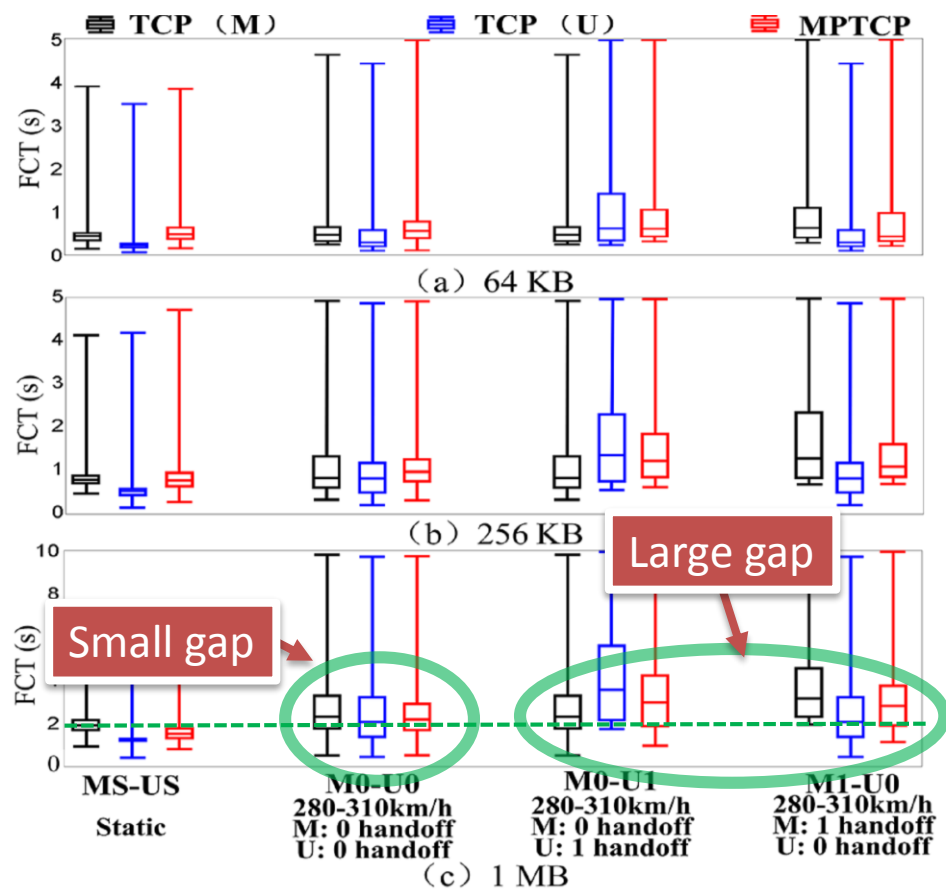 TCP （M） TCP（U） MPTCP
5
4
3
2
1
0
FCT (s)
（a）64 KB
5
4
3
2
1
0
FCT (s)
（b）256 KB
Large gap
Small gap
10
8
2
0
FCT (s)
MS-US M0-U0 M0-U1 M1-U0
Static 280-310km/h 280-310km/h 280-310km/h
M: 0 handoff M: 0 handoff M: 1 handoff
U: 0 handoff U: 1 handoff U: 0 handoff
（c）1 MB